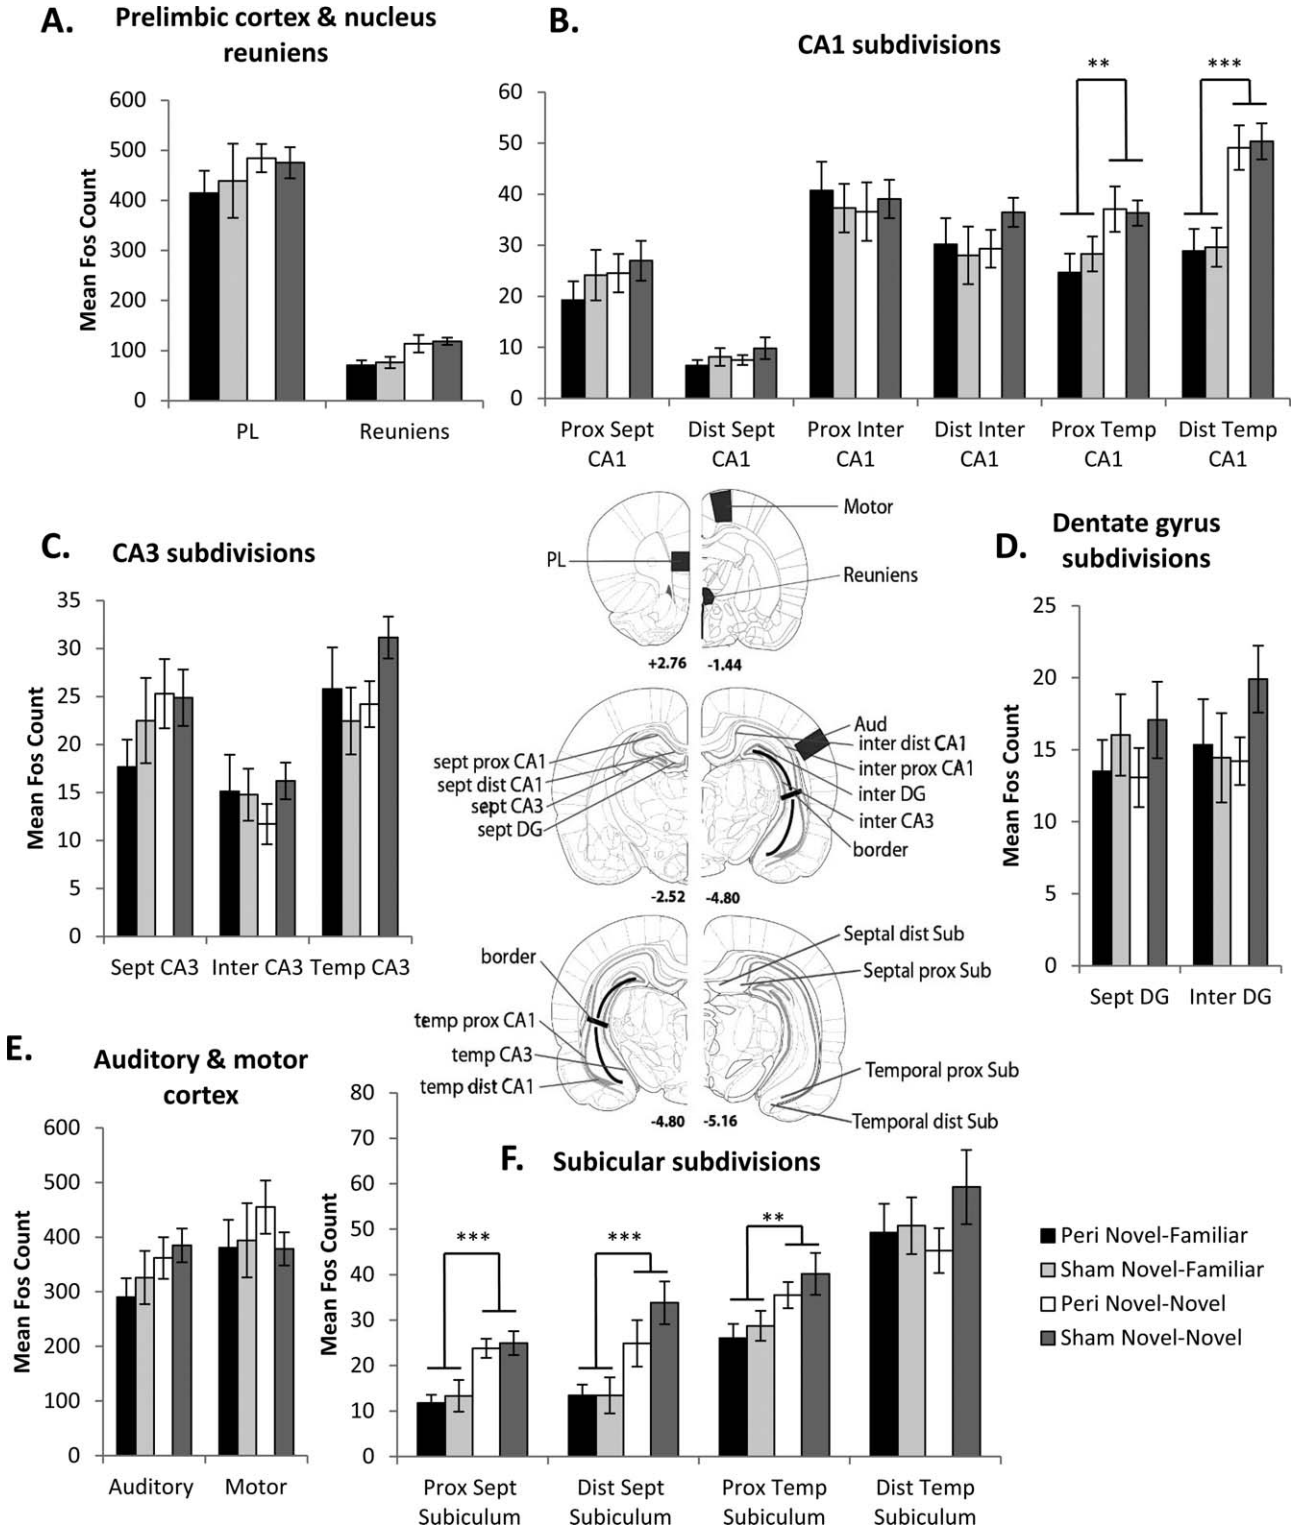 A.
Prelimbic cortex & nucleus
reuniens
Mean Fos Count
600
500
400
300
200
100
0
PL
Reuniens
B.
CA1 subdivisions
**
***
60
50
40
30
20
10
0
Prox Sept
CA1
Dist Sept
CA1
Prox Inter
CA1
Dist Inter
CA1
Prox Temp
CA1
Dist Temp
CA1
C.
CA3 subdivisions
Mean Fos Count
35
30
25
20
15
10
5
0
Sept CA3
Inter CA3
Temp CA3
PL
Motor
Reuniens
+2.76
-1.44
sept prox CA1
sept dist CA1
sept CA3
sept DG
Aud
inter dist CA1
inter prox CA1
inter DG
inter CA3
border
-2.52
-4.80
border
temp prox CA1
temp CA3
temp dist CA1
Septal dist Sub
Septal prox Sub
Temporal prox Sub
Temporal dist Sub
-4.80
-5.16
D.
Dentate gyrus
subdivisions
Mean Fos Count
25
20
15
10
5
0
Sept DG
Inter DG
E.
Auditory & motor
cortex
Mean Fos Count
600
500
400
300
200
100
0
Auditory
Motor
F.
Subicular subdivisions
Mean Fos Count
80
70
60
50
40
30
20
10
0
***
***
**
Prox Sept
Subiculum
Dist Sept
Subiculum
Prox Temp
Subiculum
Dist Temp
Subiculum
Peri Novel-Familiar
Sham Novel-Familiar
Peri Novel-Novel
Sham Novel-Novel